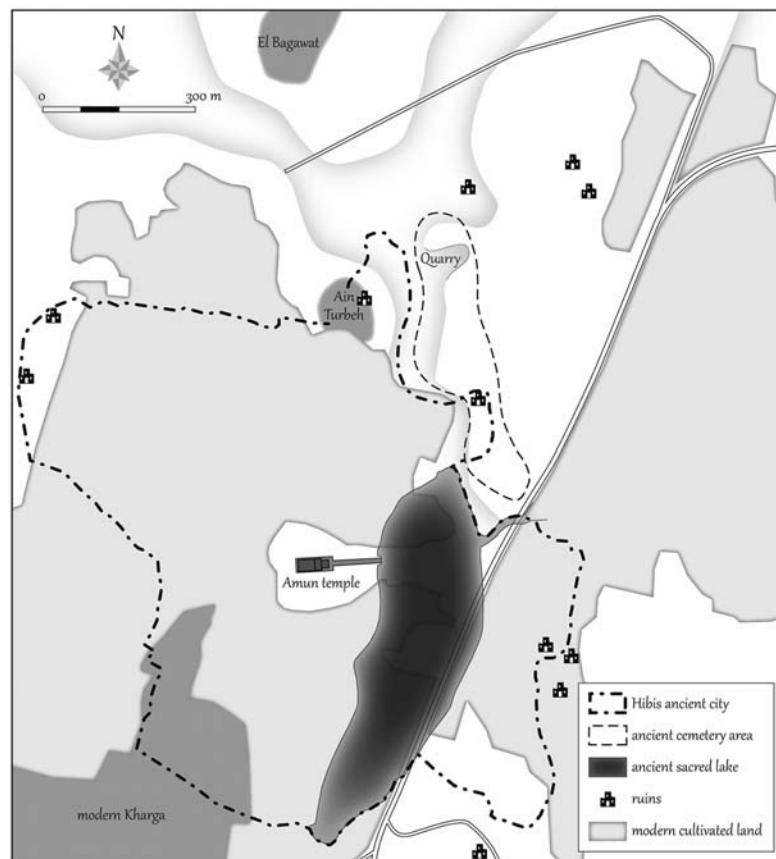 El Bagawat
N
0 300 m
Quarry
Ain
Turbeh
Amun temple
modern Kharga
Hibis ancient city
ancient cemetery area
ancient sacred lake
ruins
modern cultivated land